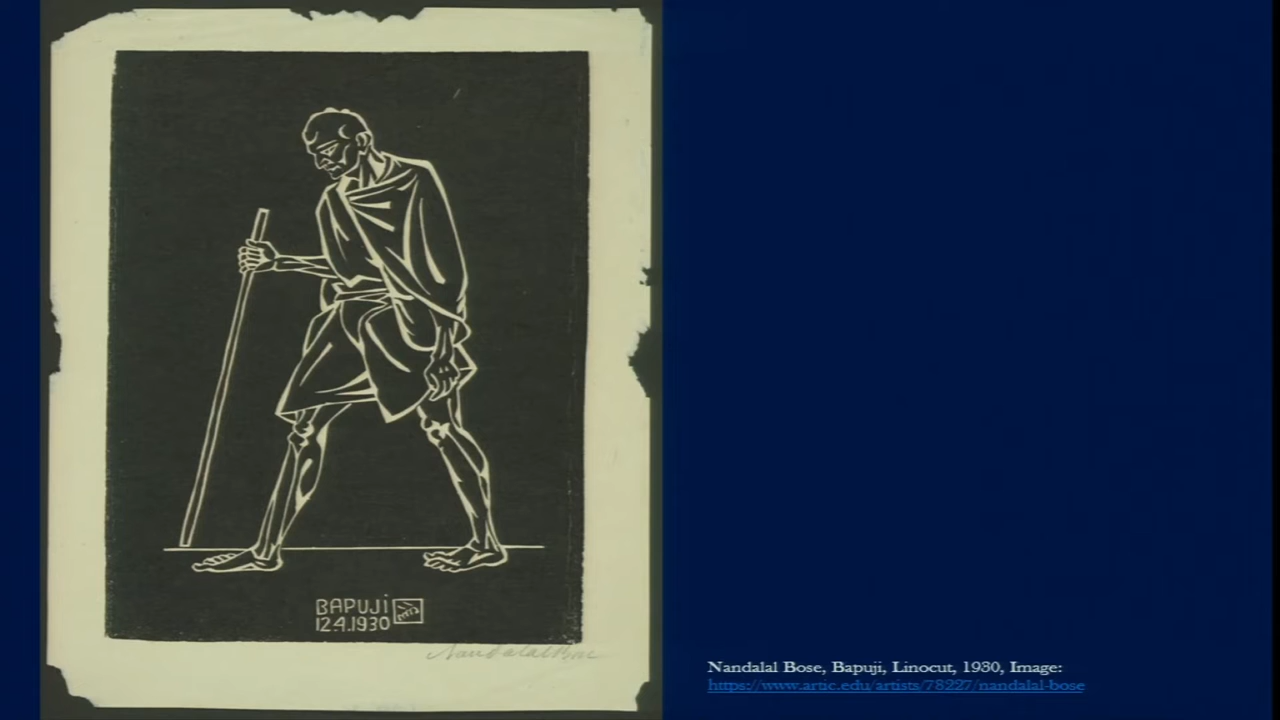 BAPUJI
12.4.1930
Nandalal Bose
Nandalal Bose, Bapuji, Linocut, 1930, Image:
https://www.artic.edu/artists/78227/nandalal-bose